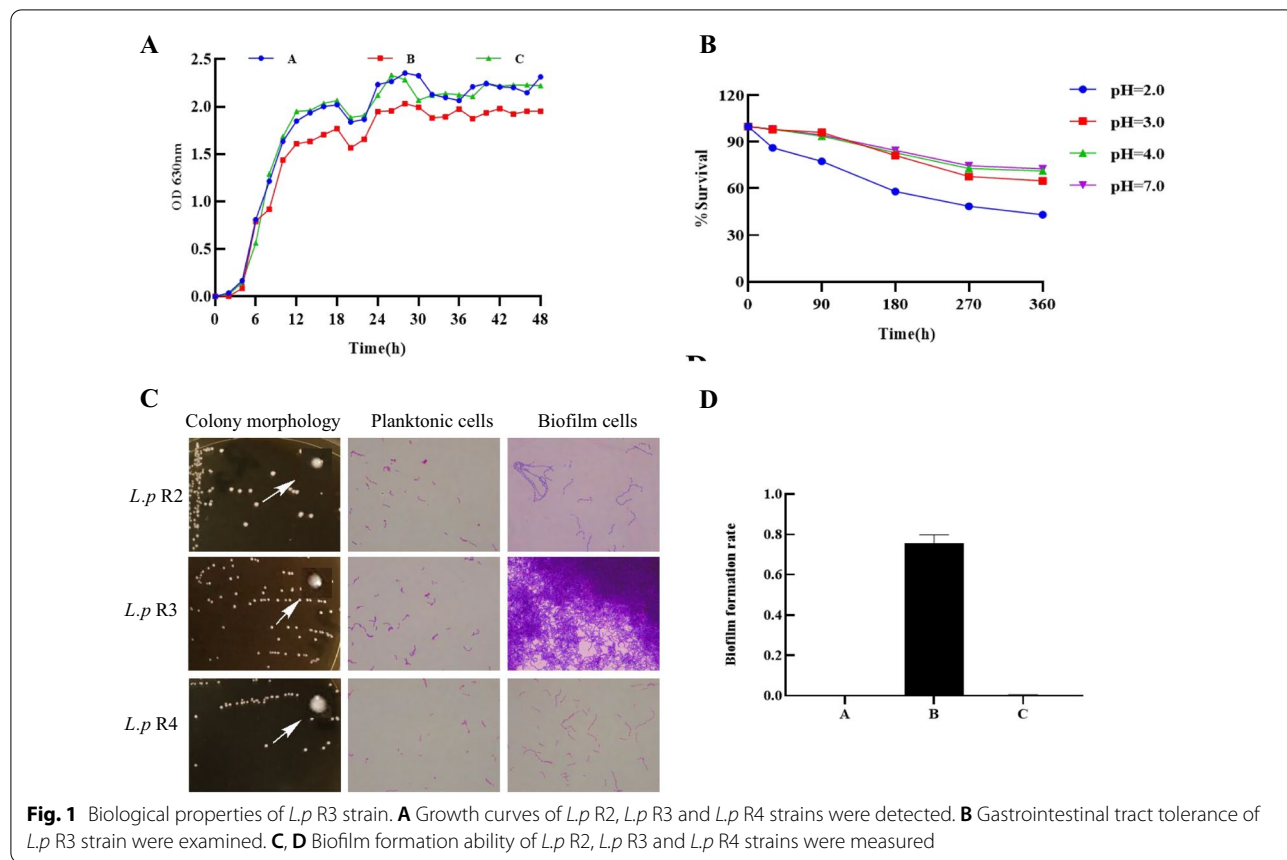 A
A B C
OD 630nm
2.5
2.0
1.5
1.0
0.5
0.0
0 6 12 18 24 30 36 42 48
Time(h)
B
% Survival
120
90
60
30
0
0 90 180 270 360
Time(h)
pH=2.0
pH=3.0
pH=4.0
pH=7.0
C
Colony morphology Planktonic cells Biofilm cells
L.p R2
L.p R3
L.p R4
D
Biofilm formation rate
1.0
0.8
0.6
0.4
0.2
0.0
A B C
Fig. 1 Biological properties of L.p R3 strain. A Growth curves of L.p R2, L.p R3 and L.p R4 strains were detected. B Gastrointestinal tract tolerance of
L.p R3 strain were examined. C, D Biofilm formation ability of L.p R2, L.p R3 and L.p R4 strains were measured